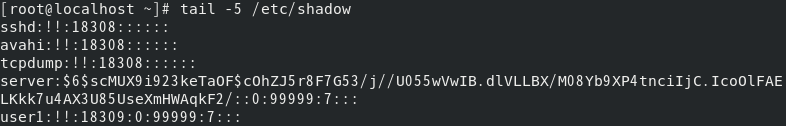 [root@localhost ~]# tail -5 /etc/shadow
sshd:!!:18308::::::
avahi:!!:18308::::::
tcpdump:!!:18308::::::
server:$6$scMUX9i923keTaOF$cOhZJ5r8F7G53/j//U055wVwIB.dlVLLBX/M08Yb9XP4tnciIjC.IcoOlFAE
LKkk7u4AX3U85UseXmHWAqkF2/::0:99999:7:::
user1:!!:18309:0:99999:7:::